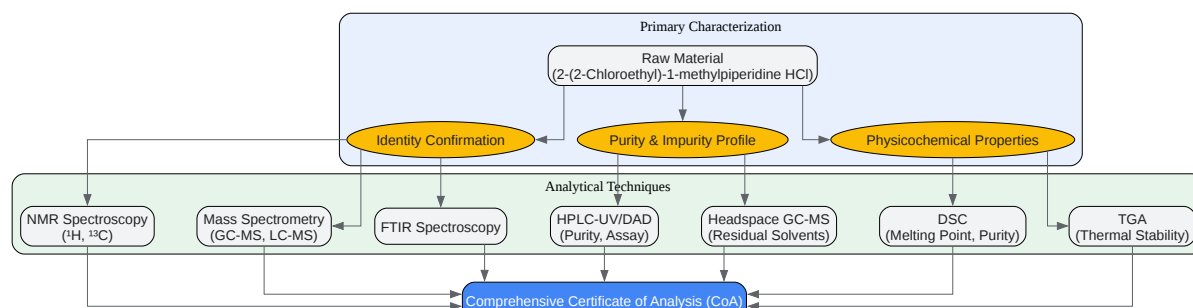 Primary Characterization
Raw Material
(2-(2-Chloroethyl)-1-methylpiperidine HCl)
Identity Confirmation
Purity & Impurity Profile
Physicochemical Properties
Analytical Techniques
NMR Spectroscopy
(¹H, ¹³C)
Mass Spectrometry
(GC-MS, LC-MS)
FTIR Spectroscopy
HPLC-UV/DAD
(Purity, Assay)
Headspace GC-MS
(Residual Solvents)
DSC
(Melting Point, Purity)
TGA
(Thermal Stability)
Comprehensive Certificate of Analysis (CoA)